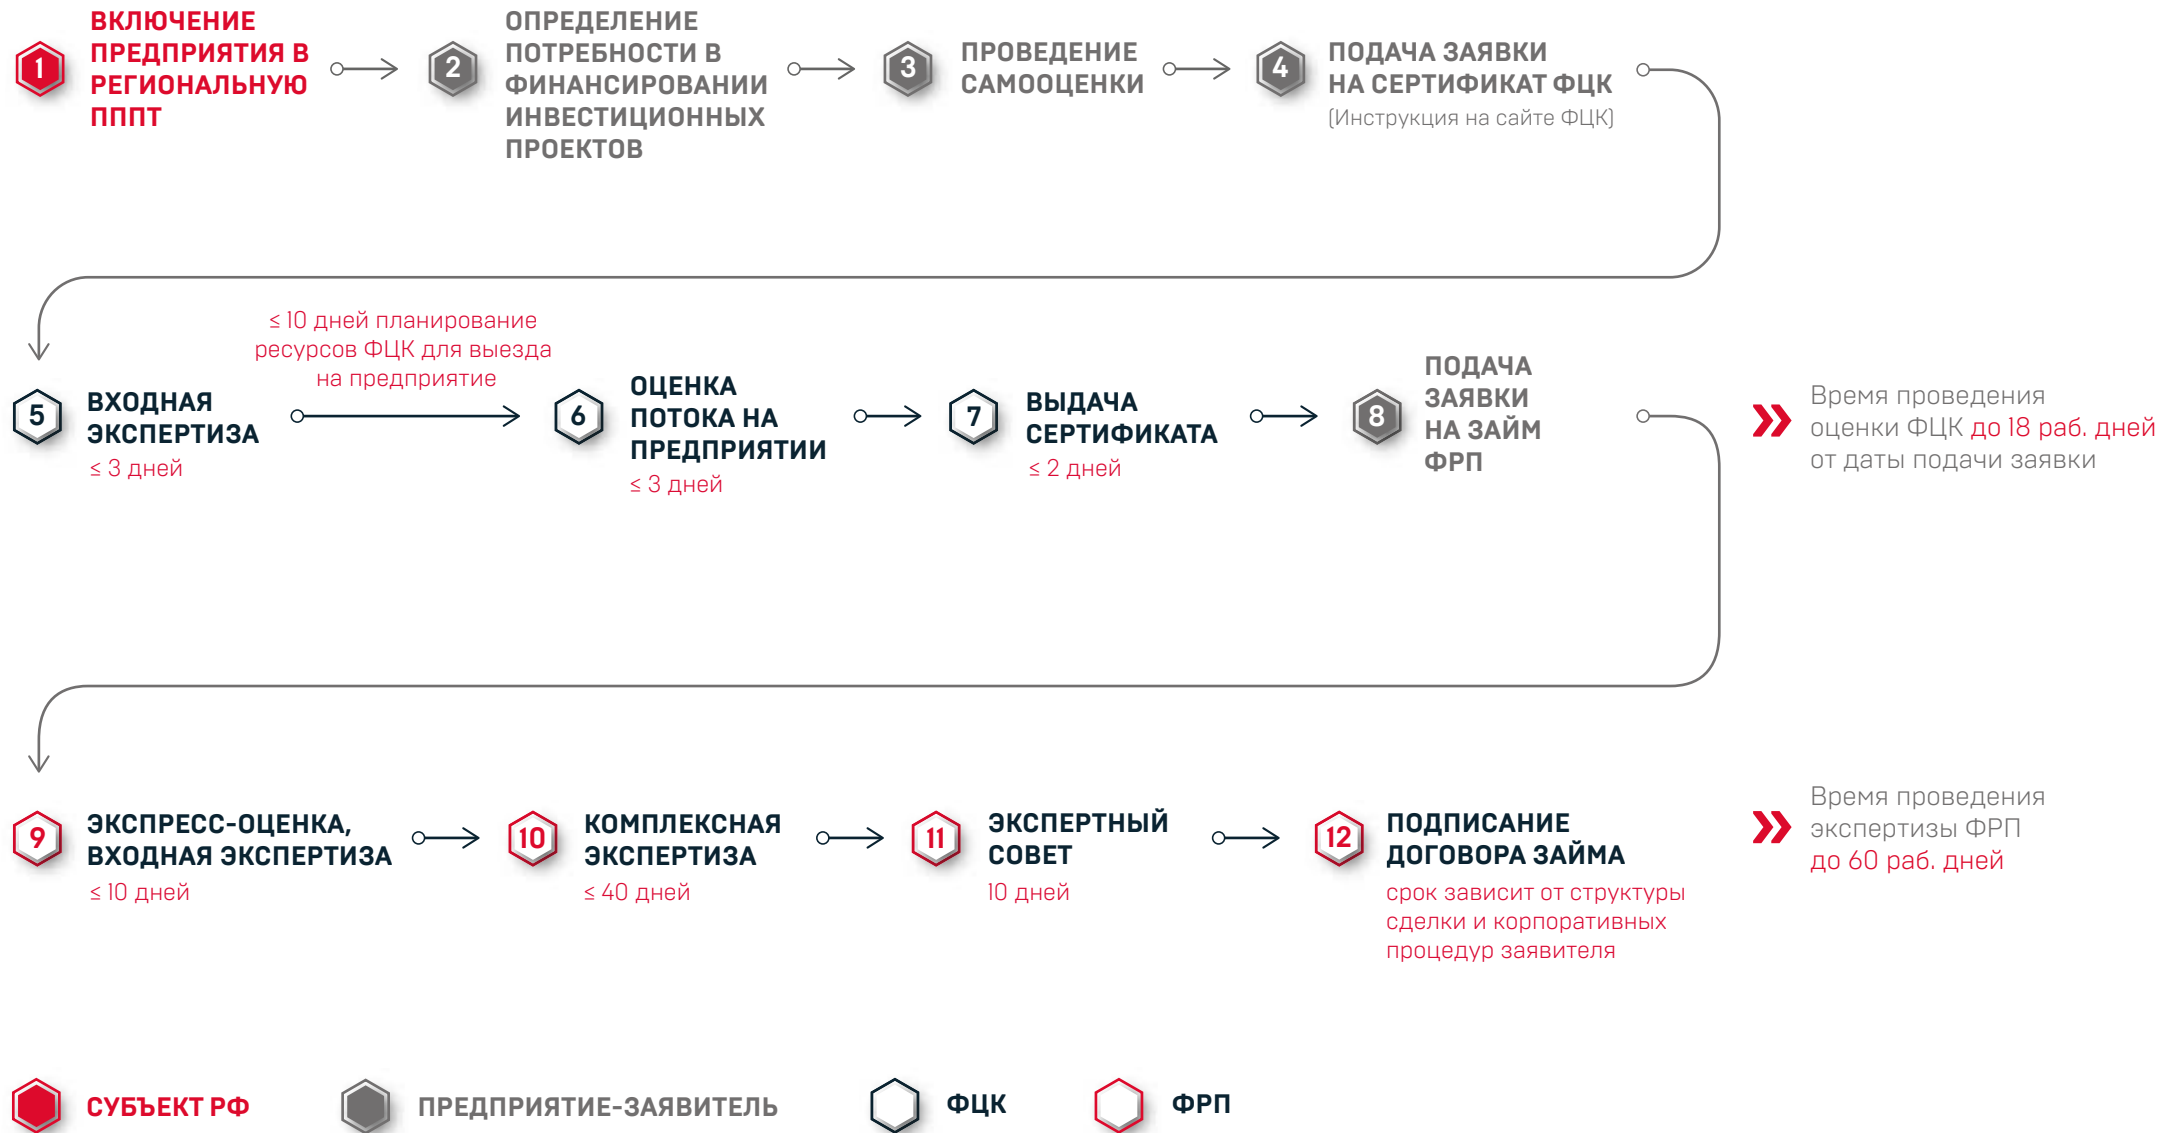 1
ВКЛЮЧЕНИЕ
ПРЕДПРИЯТИЯ В
РЕГИОНАЛЬНУЮ
ПППТ
2
ОПРЕДЕЛЕНИЕ
ПОТРЕБНОСТИ В
ФИНАНСИРОВАНИИ
ИНВЕСТИЦИОННЫХ
ПРОЕКТОВ
3
ПРОВЕДЕНИЕ
САМООЦЕНКИ
4
ПОДАЧА ЗАЯВКИ
НА СЕРТИФИКАТ ФЦК
(Инструкция на сайте ФЦК)
5
ВХОДНАЯ
ЭКСПЕРТИЗА
≤ 3 дней
≤ 10 дней планирование
ресурсов ФЦК для выезда
на предприятие
6
ОЦЕНКА
ПОТОКА НА
ПРЕДПРИЯТИИ
≤ 3 дней
7
ВЫДАЧА
СЕРТИФИКАТА
≤ 2 дней
8
ПОДАЧА
ЗАЯВКИ
НА ЗАЙМ
ФРП
Время проведения
оценки ФЦК до 18 раб. дней
от даты подачи заявки
9
ЭКСПРЕСС-ОЦЕНКА,
ВХОДНАЯ ЭКСПЕРТИЗА
≤ 10 дней
10
КОМПЛЕКСНАЯ
ЭКСПЕРТИЗА
≤ 40 дней
11
ЭКСПЕРТНЫЙ
СОВЕТ
10 дней
12
ПОДПИСАНИЕ
ДОГОВОРА ЗАЙМА
срок зависит от структуры
сделки и корпоративных
процедур заявителя
Время проведения
экспертизы ФРП
до 60 раб. дней
СУБЪЕКТ РФ
ПРЕДПРИЯТИЕ-ЗАЯВИТЕЛЬ
ФЦК
ФРП